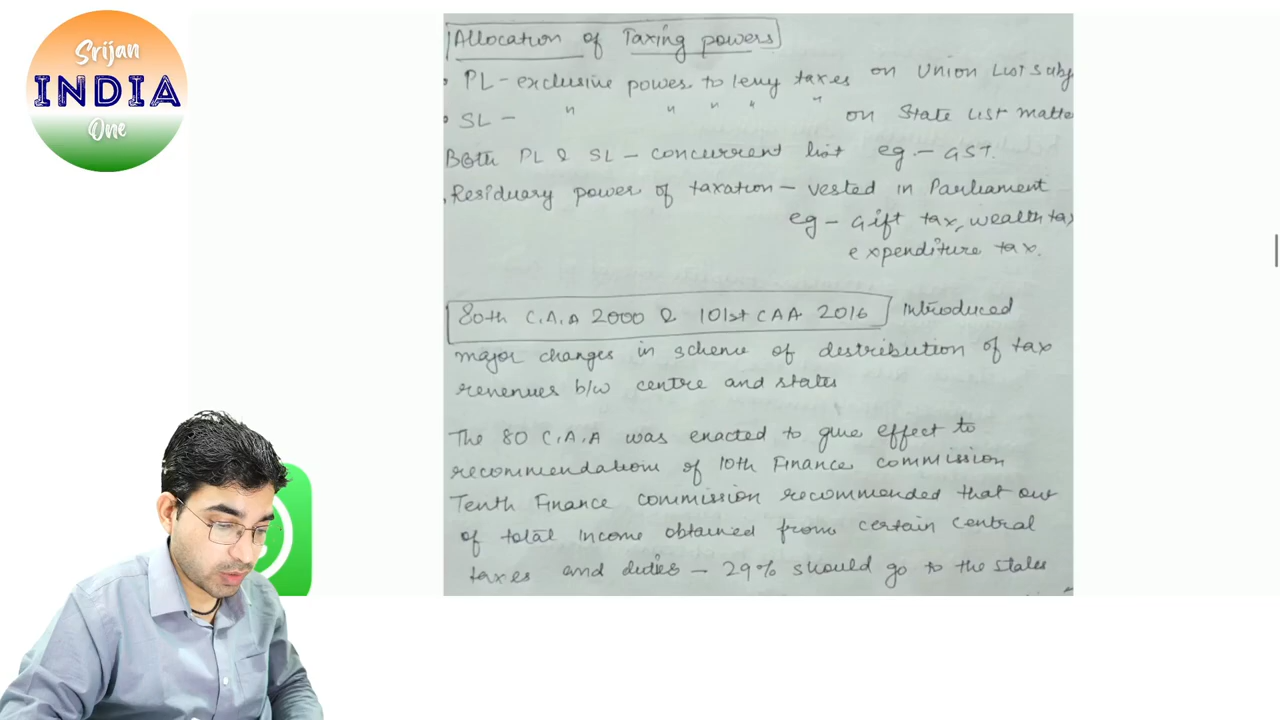 Srijan
INDIA
One
Allocation of Taxing powers
• PL - exclusive power to levy taxes on Union List subj
• SL - " " " " " on State List matte
Both PL & SL - concurrent list eg. - GST.
. Residuary power of taxation - vested in Parliament
eg - Gift tax, wealth tax
expenditure tax.
80th C.A.A 2000 & 101st CAA 2016 Introduced
major changes in scheme of destribution of tax
revenues b/w centre and states
The 80 C.A.A was enacted to give effect to
recommendations of 10th Finance commission
Tenth Finance commission recommended that out
of total income obtained from certain central
taxes and duties - 29% should go to the states